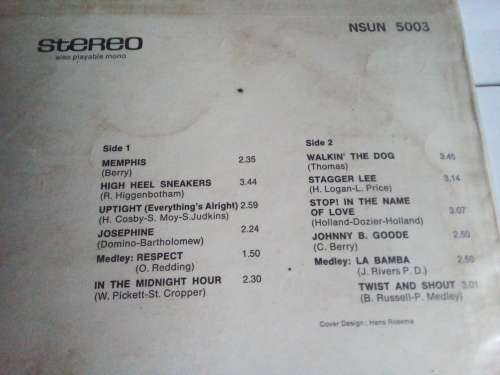 STEREO
also playable mono
NSUN 5003
Side 1
MEMPHIS 2.35
(Berry)
HIGH HEEL SNEAKERS 3.44
(R. Higgenbotham)
UPTIGHT (Everything's Alright) 2.59
(H. Cosby-S. Moy-S.Judkins)
JOSEPHINE 2.24
(Domino-Bartholomew)
Medley: RESPECT 1.50
(O. Redding)
IN THE MIDNIGHT HOUR 2.30
(W. Pickett-St. Cropper)
Side 2
WALKIN' THE DOG 3.45
(Thomas)
STAGGER LEE 3.14
(H. Logan-L. Price)
STOP! IN THE NAME
OF LOVE 3.07
(Holland-Dozier-Holland)
JOHNNY B. GOODE 2.50
(C. Berry)
Medley: LA BAMBA 2.50
(J. Rivers P. D.)
TWIST AND SHOUT 3.01
(B. Russell-P. Medley)
Cover Design: Hans Rosema